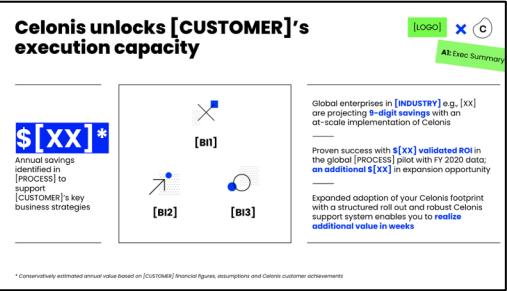 Celonis unlocks [CUSTOMER]’s
execution capacity
[LOGO]
C
A1: Exec Summary
$[XX]*
Annual savings
identified in
[PROCESS] to
support
[CUSTOMER]’s key
business strategies
[BI1]
[BI2]
[BI3]
Global enterprises in [INDUSTRY] e.g., [XX]
are projecting 9-digit savings with an
at-scale implementation of Celonis
Proven success with $[XX] validated ROI in
the global [PROCESS] pilot with FY 2020 data;
an additional $[XX] in expansion opportunity
Expanded adoption of your Celonis footprint
with a structured roll out and robust Celonis
support system enables you to realize
additional value in weeks
* Conservatively estimated annual value based on [CUSTOMER] financial figures, assumptions and Celonis customer achievements